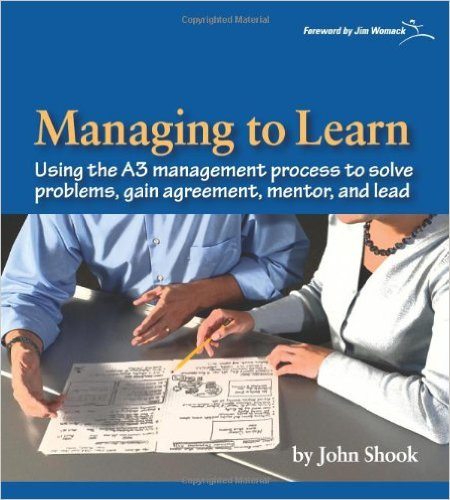 Copyrighted Material
Foreword by Jim Womack
Managing to Learn
Using the A3 management process to solve
problems, gain agreement, mentor, and lead
by John Shook
Copyrighted Material